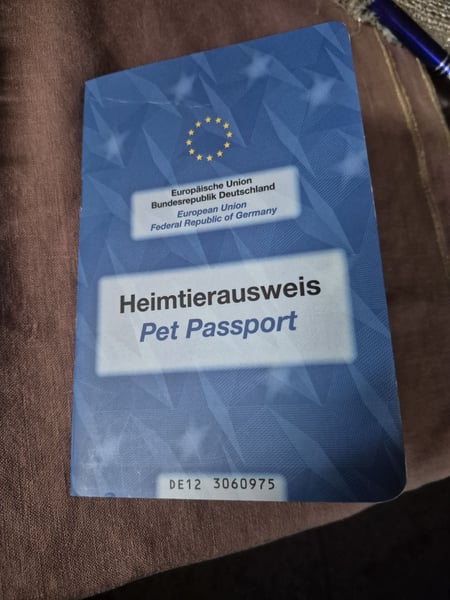 Europäische Union
Bundesrepublik Deutschland
European Union
Federal Republic of Germany
Heimtierausweis
Pet Passport
DE12 3060975